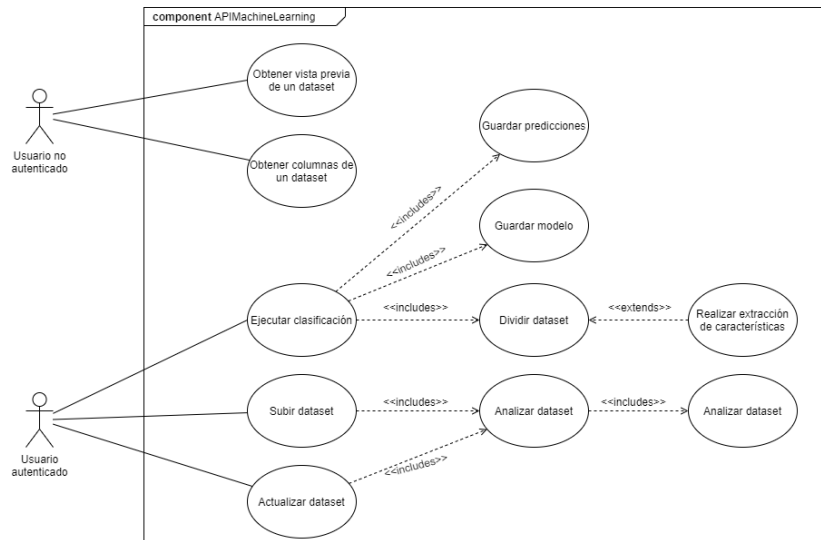 component APIMachineLearning
Obtener vista previa
de un dataset
Usuario no
autenticado
Guardar predicciones
Obtener columnas de
un dataset
<<includes>>
Guardar modelo
<<includes>>
Ejecutar clasificación
<<includes>>
Dividir dataset
<<extends>>
Realizar extracción
de características
Subir dataset
<<includes>>
Analizar dataset
<<includes>>
Analizar dataset
Usuario
autenticado
<<includes>>
Actualizar dataset